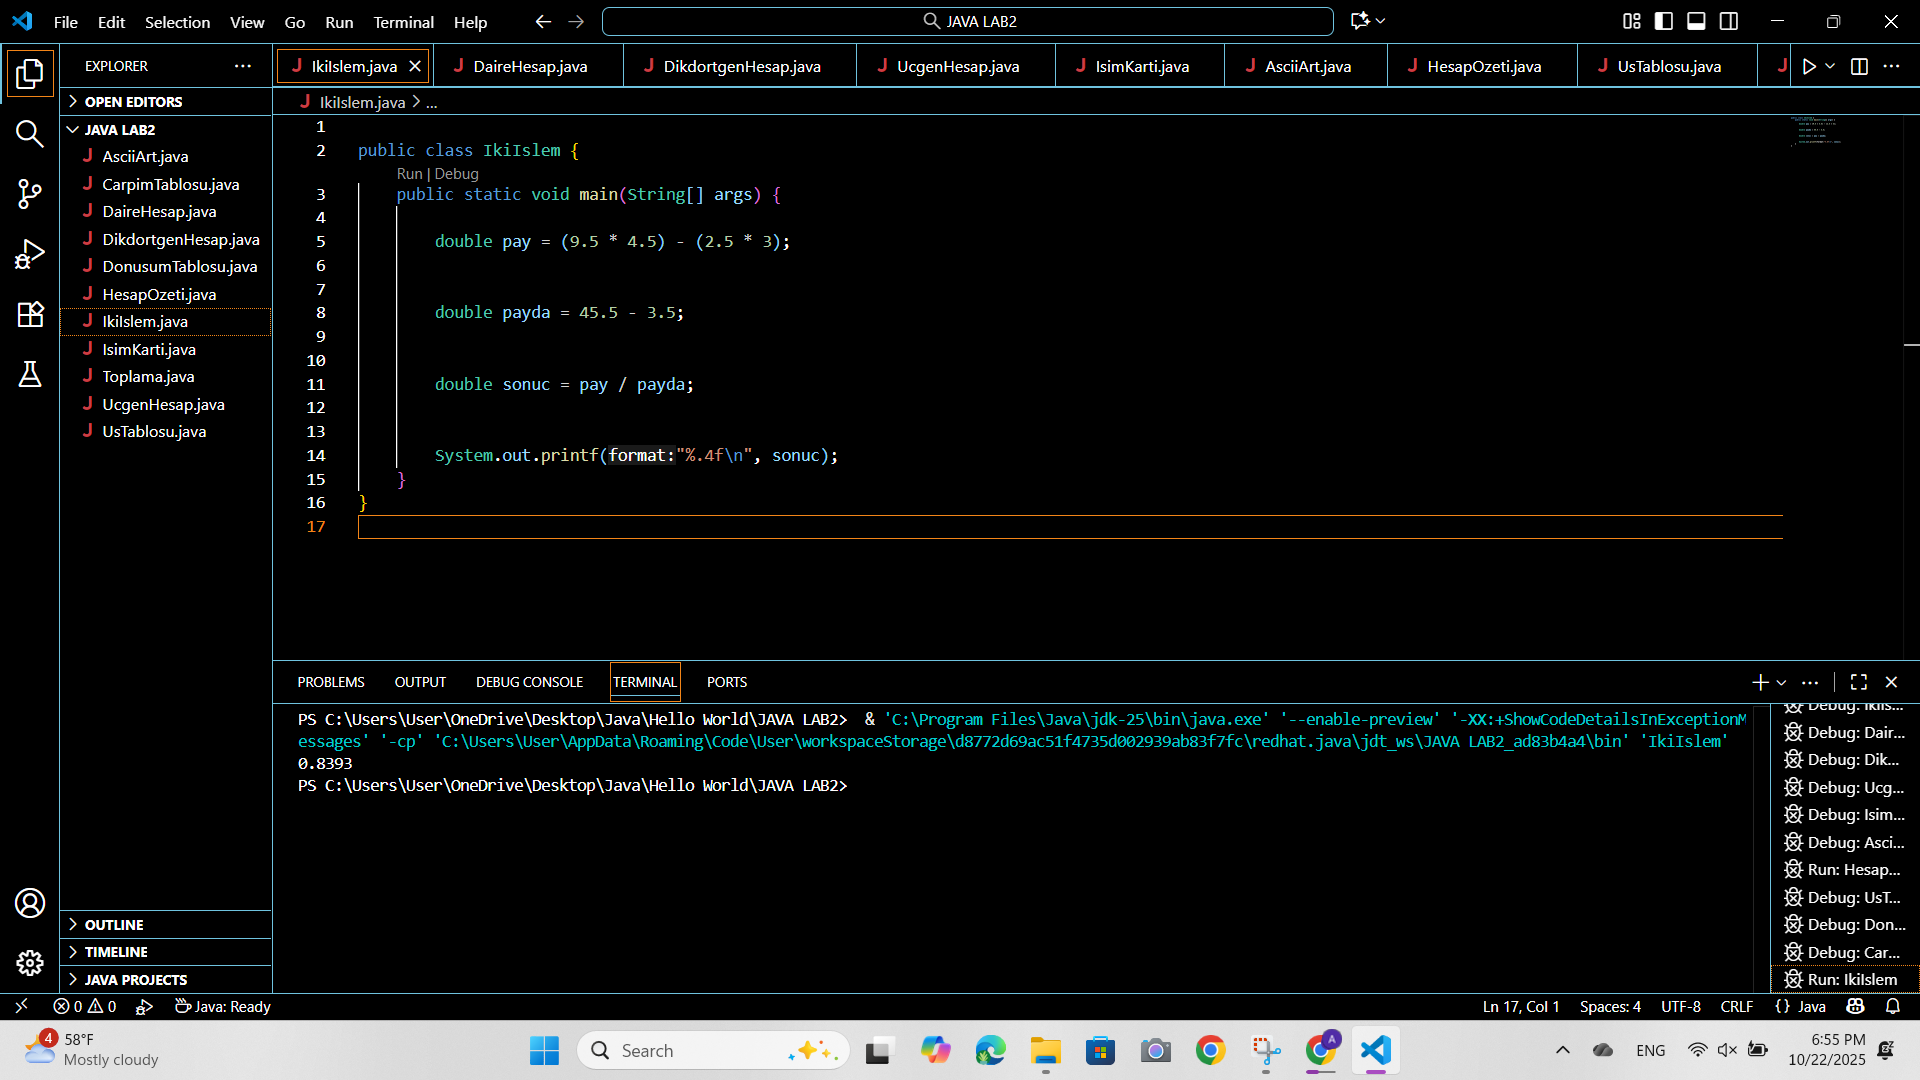 File Edit Selection View Go Run Terminal Help
JAVA LAB2
EXPLORER
OPEN EDITORS
JAVA LAB2
AsciiArt.java
CarpimTablosu.java
DaireHesap.java
DikdortgenHesap.java
DonusumTablosu.java
HesapOzeti.java
IkiIslem.java
IsimKarti.java
Toplama.java
UcgenHesap.java
UsTablosu.java
OUTLINE
TIMELINE
JAVA PROJECTS
IkiIslem.java DaireHesap.java DikdortgenHesap.java UcgenHesap.java IsimKarti.java AsciiArt.java HesapOzeti.java UsTablosu.java
IkiIslem.java > ...
1
2 public class IkiIslem {
Run | Debug
3 public static void main(String[] args) {
4
5 double pay = (9.5 * 4.5) - (2.5 * 3);
6
7
8 double payda = 45.5 - 3.5;
9
10
11 double sonuc = pay / payda;
12
13
14 System.out.printf(format:"%.4f\n", sonuc);
15 }
16 }
17
PROBLEMS OUTPUT DEBUG CONSOLE TERMINAL PORTS
PS C:\Users\User\OneDrive\Desktop\Java\Hello World\JAVA LAB2> & 'C:\Program Files\Java\jdk-25\bin\java.exe' '--enable-preview' '-XX:+ShowCodeDetailsInExceptionM
essages' '-cp' 'C:\Users\User\AppData\Roaming\Code\User\workspaceStorage\d8772d69ac51f4735d002939ab83f7fc\redhat.java\jdt_ws\JAVA LAB2_ad83b4a4\bin' 'IkiIslem'
0.8393
PS C:\Users\User\OneDrive\Desktop\Java\Hello World\JAVA LAB2>
Debug: IkiIs...
Debug: Dair...
Debug: Dik...
Debug: Ucg...
Debug: Isim...
Debug: Asci...
Run: Hesap...
Debug: UsT...
Debug: Don...
Debug: Car...
Run: IkiIslem
0 0 Java: Ready
Ln 17, Col 1 Spaces: 4 UTF-8 CRLF {} Java
4
58°F
Mostly cloudy
Search
A
ENG
6:55 PM
10/22/2025